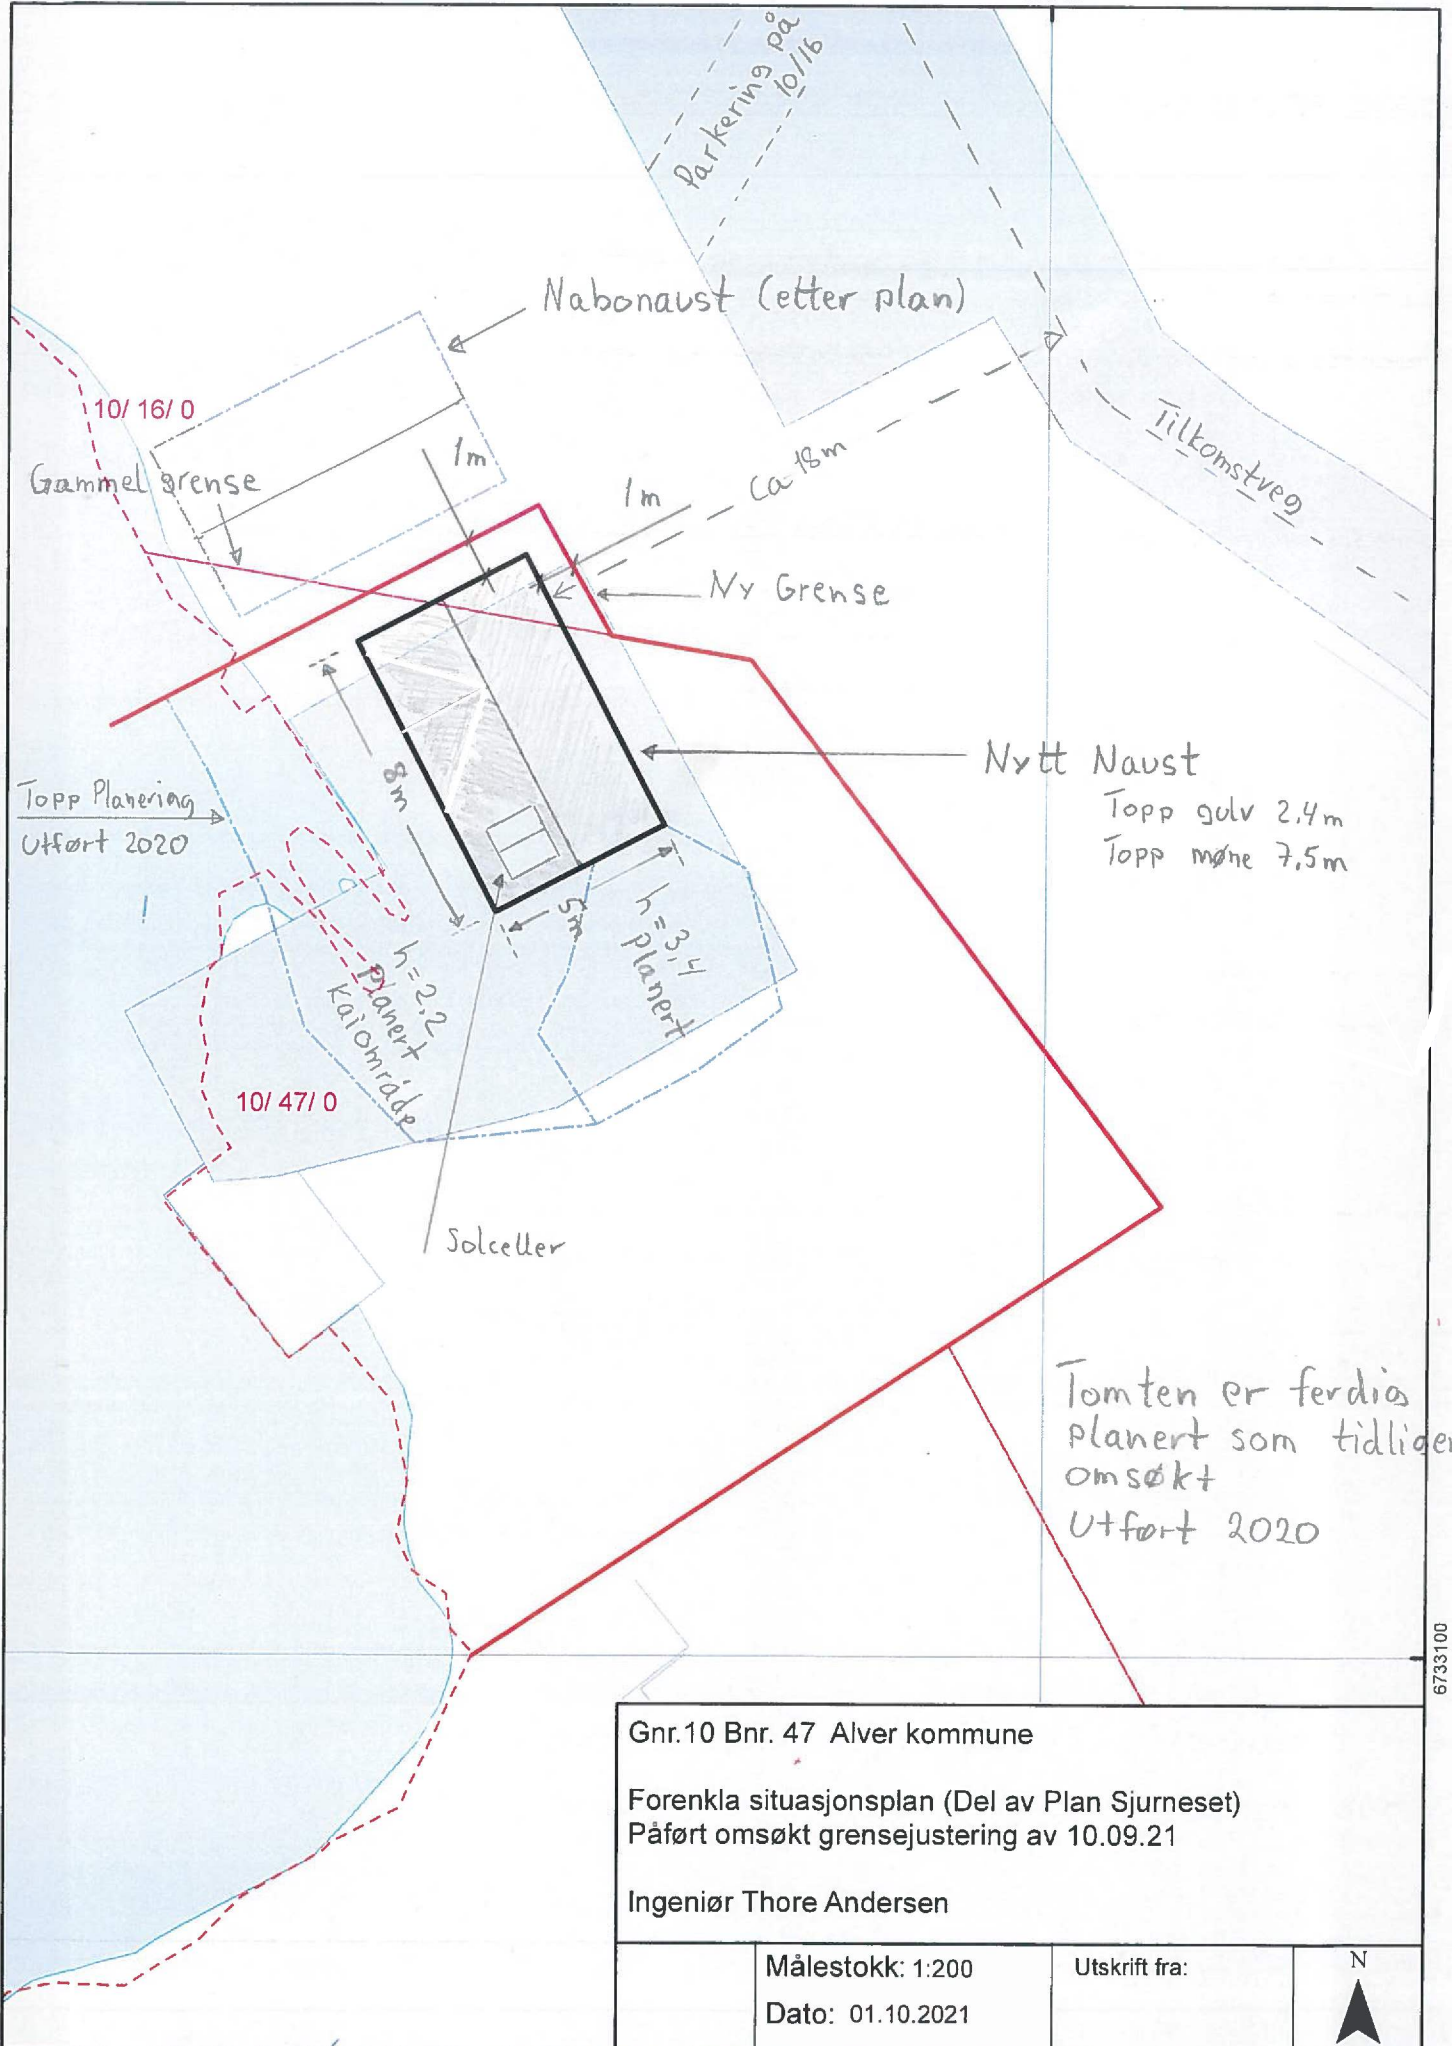 Parkering på
10/16
Nabonaust (etter plan)
10/ 16/ 0
Gammel grense
1m
1m
Ca 18m
Tilkomstveg
Ny Grense
Nytt Naust
Topp gulv 2,4m
Topp møne 7,5m
8m
Topp Planering
Utført 2020
5m
h=3,4
planert
h=2,2
Planert
kaiområde
10/ 47/ 0
Solceller
Tomten er ferdig
planert som tidliger
omsøkt
Utført 2020
6733100
Gnr.10 Bnr. 47 Alver kommune
Forenkla situasjonsplan (Del av Plan Sjurneset)
Påført omsøkt grensejustering av 10.09.21
Ingeniør Thore Andersen
Målestokk: 1:200
Dato: 01.10.2021
Utskrift fra:
N